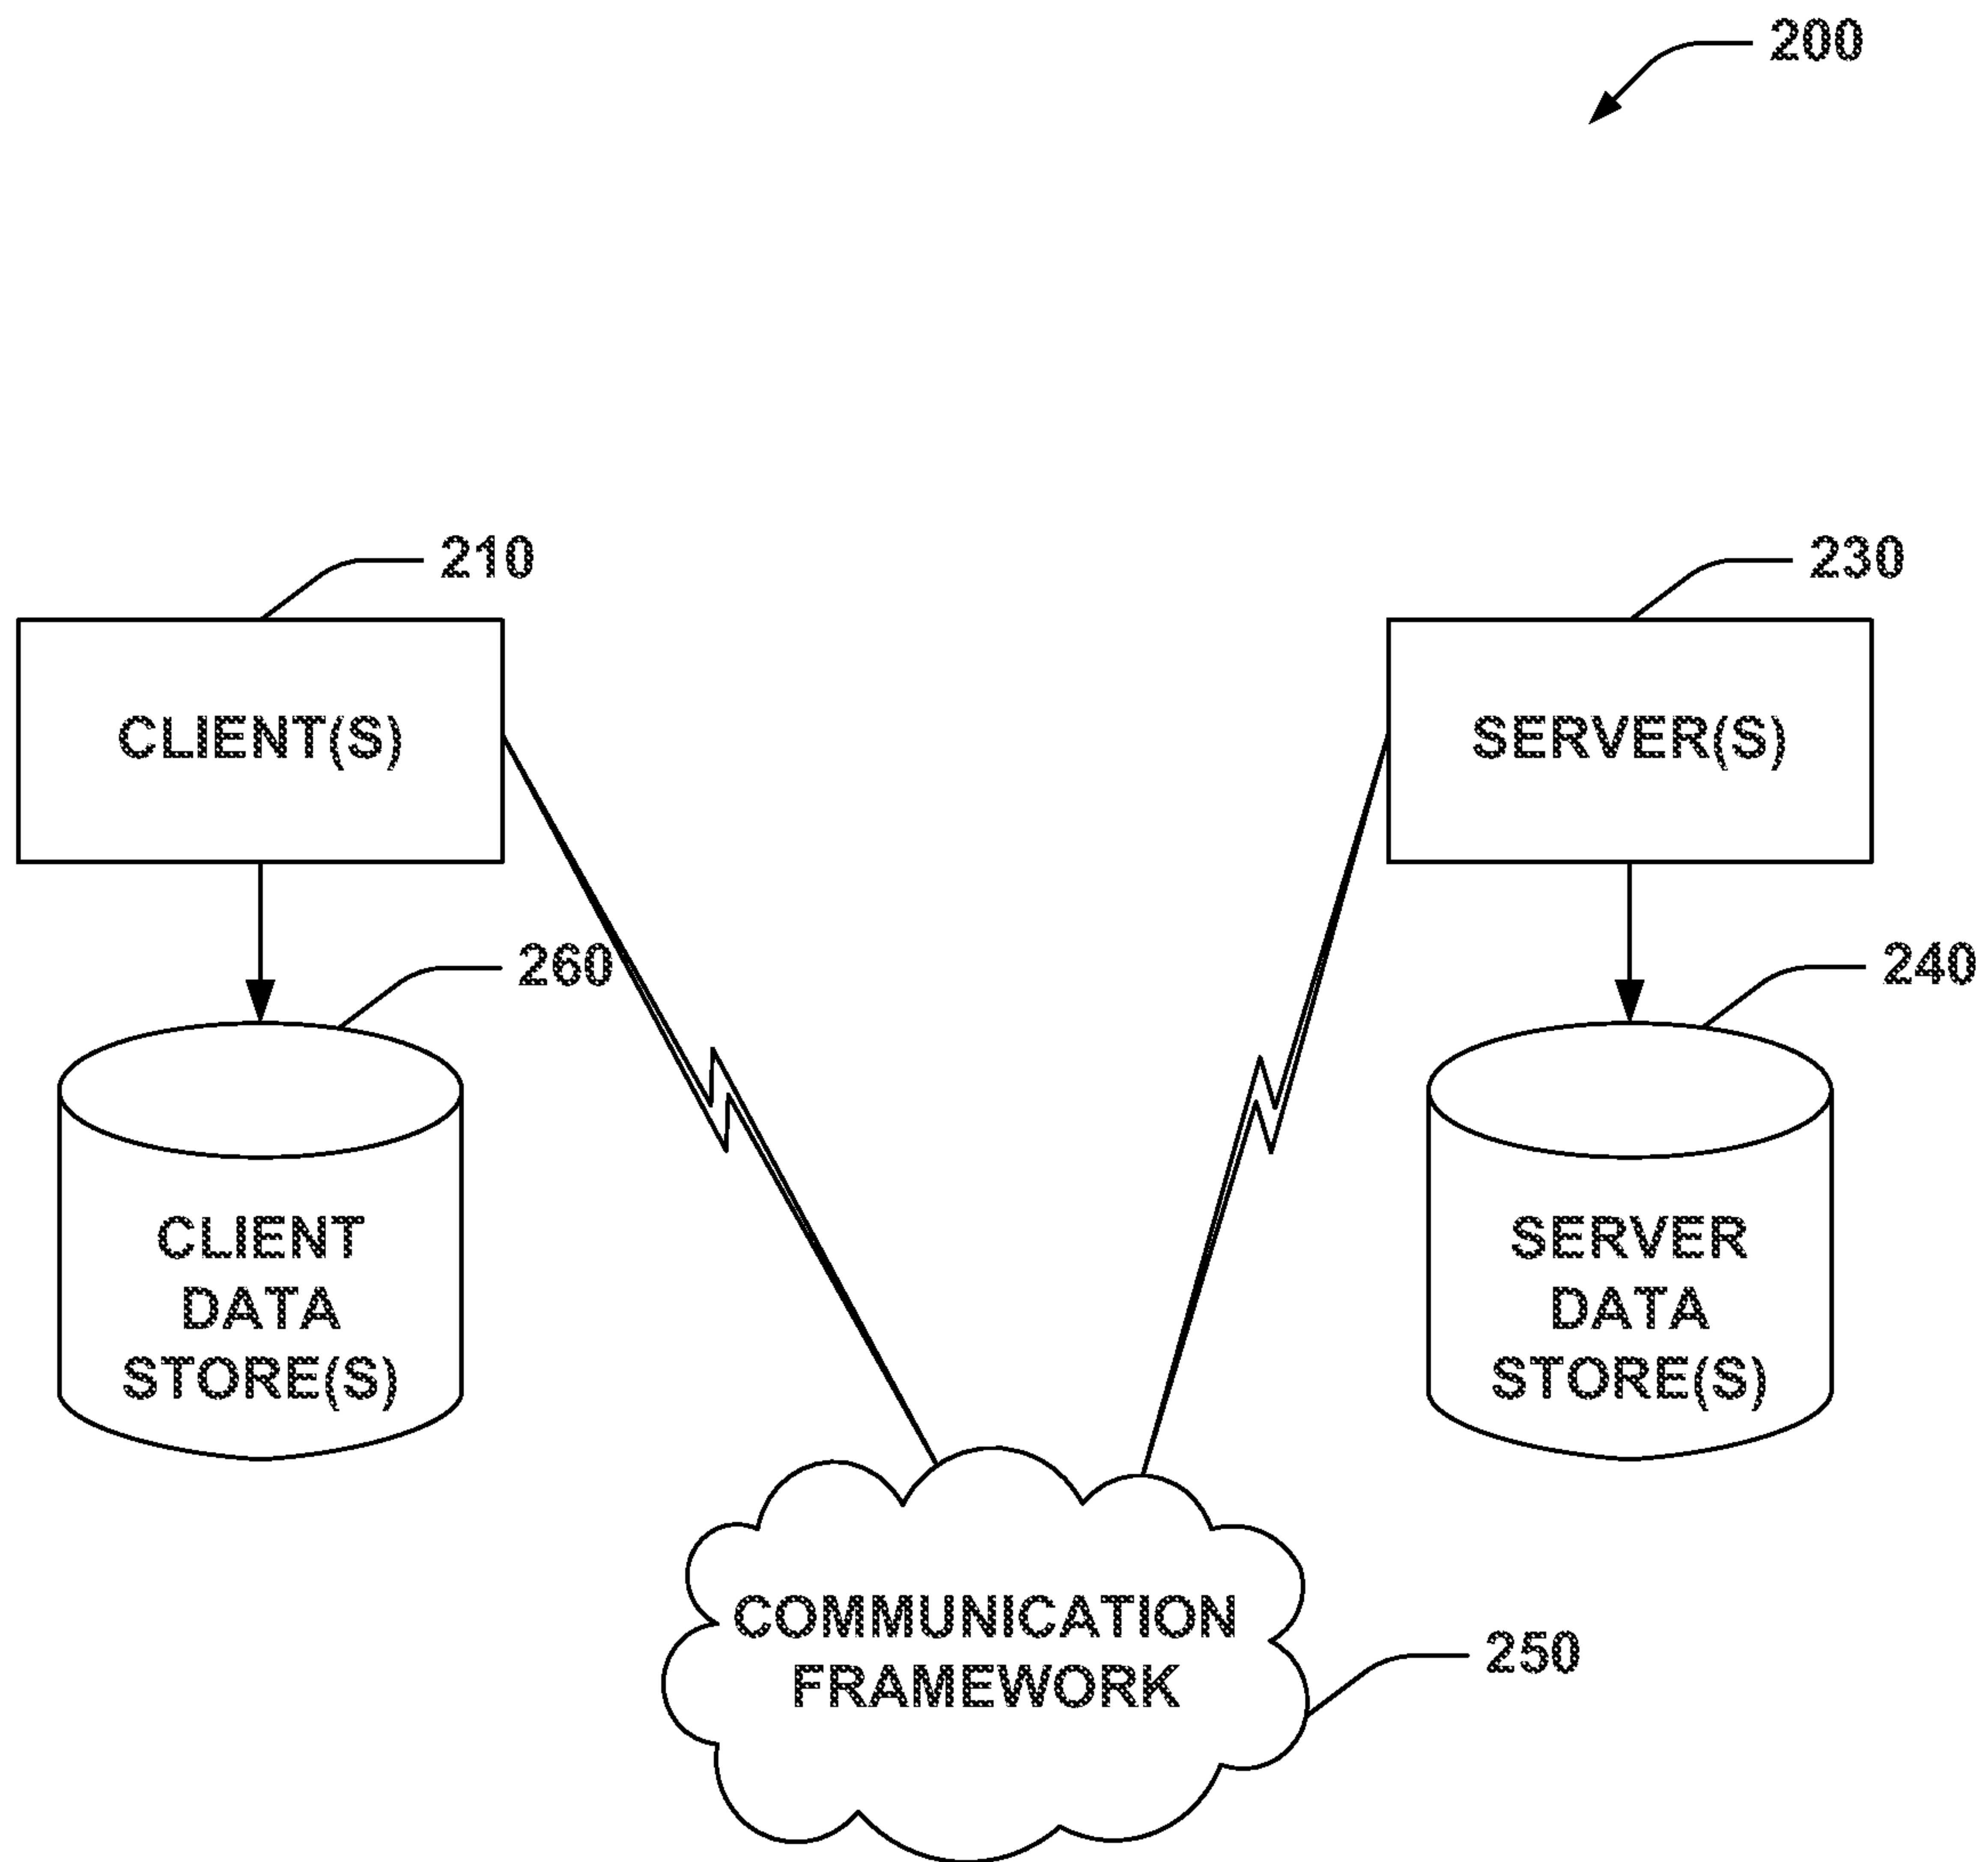 200
210
230
CLIENT(S)
SERVER(S)
260
240
CLIENT
DATA
STORE(S)
SERVER
DATA
STORE(S)
COMMUNICATION
FRAMEWORK
250